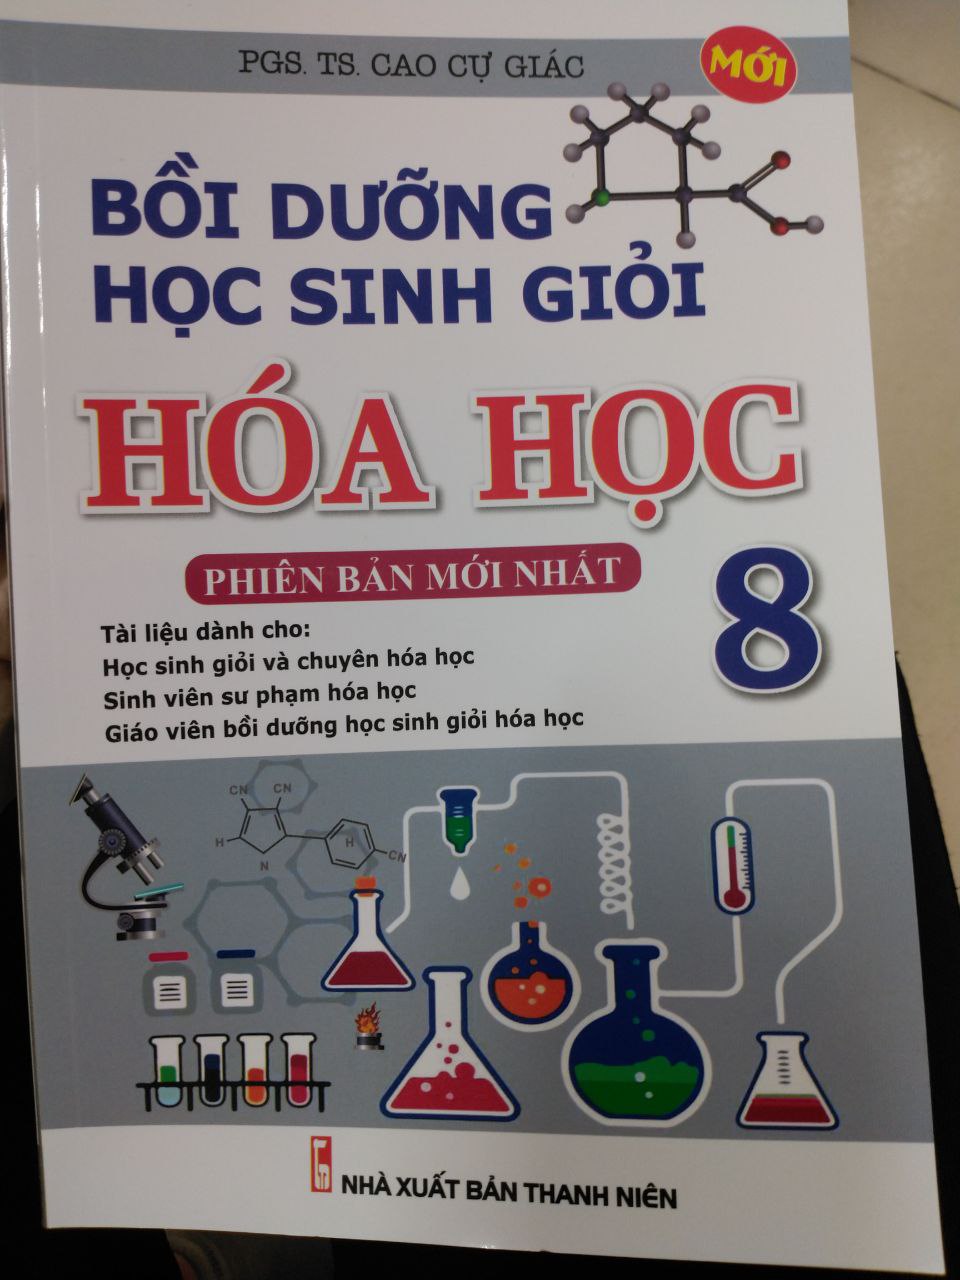 PGS. TS. CAO CỰ GIÁC
MỚI
BỒI DƯỠNG
HỌC SINH GIỎI
HÓA HỌC
PHIÊN BẢN MỚI NHẤT
8
Tài liệu dành cho:
Học sinh giỏi và chuyên hóa học
Sinh viên sư phạm hóa học
Giáo viên bồi dưỡng học sinh giỏi hóa học
CN
CN
H
H
CN
N
NHÀ XUẤT BẢN THANH NIÊN